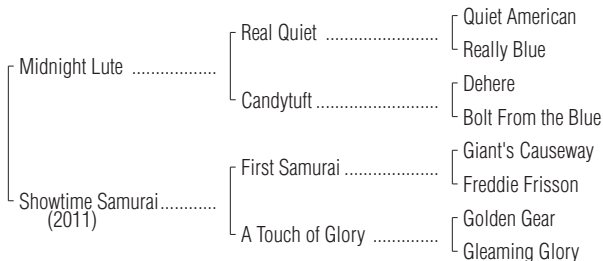 Quiet American
Real Quiet ......................
Really Blue
Midnight Lute .................
Dehere
Candytuft ........................
Bolt From the Blue
Giant's Causeway
First Samurai ...................
Freddie Frisson
Showtime Samurai...........
(2011)
Golden Gear
A Touch of Glory .............
Gleaming Glory